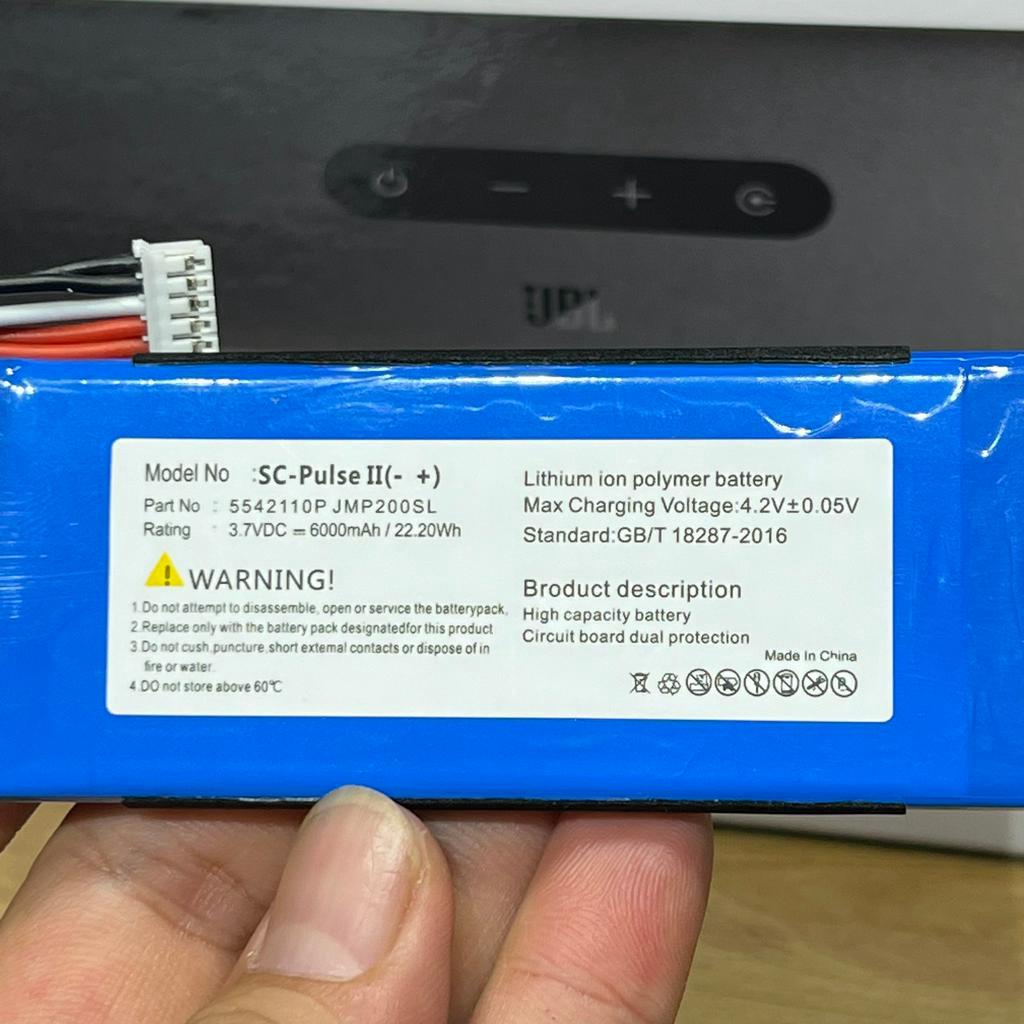 JBL
Model No :SC-Pulse II(- +)
Part No : 5542110P JMP200SL
Rating : 3.7VDC = 6000mAh / 22.20Wh
WARNING!
1.Do not attempt to disassemble, open or service the batterypack.
2.Replace only with the battery pack designatedfor this product
3.Do not cush,puncture,short external contacts or dispose of in
fire or water.
4.DO not store above 60℃
Lithium ion polymer battery
Max Charging Voltage:4.2V±0.05V
Standard:GB/T 18287-2016
Broduct description
High capacity battery
Circuit board dual protection
Made In China